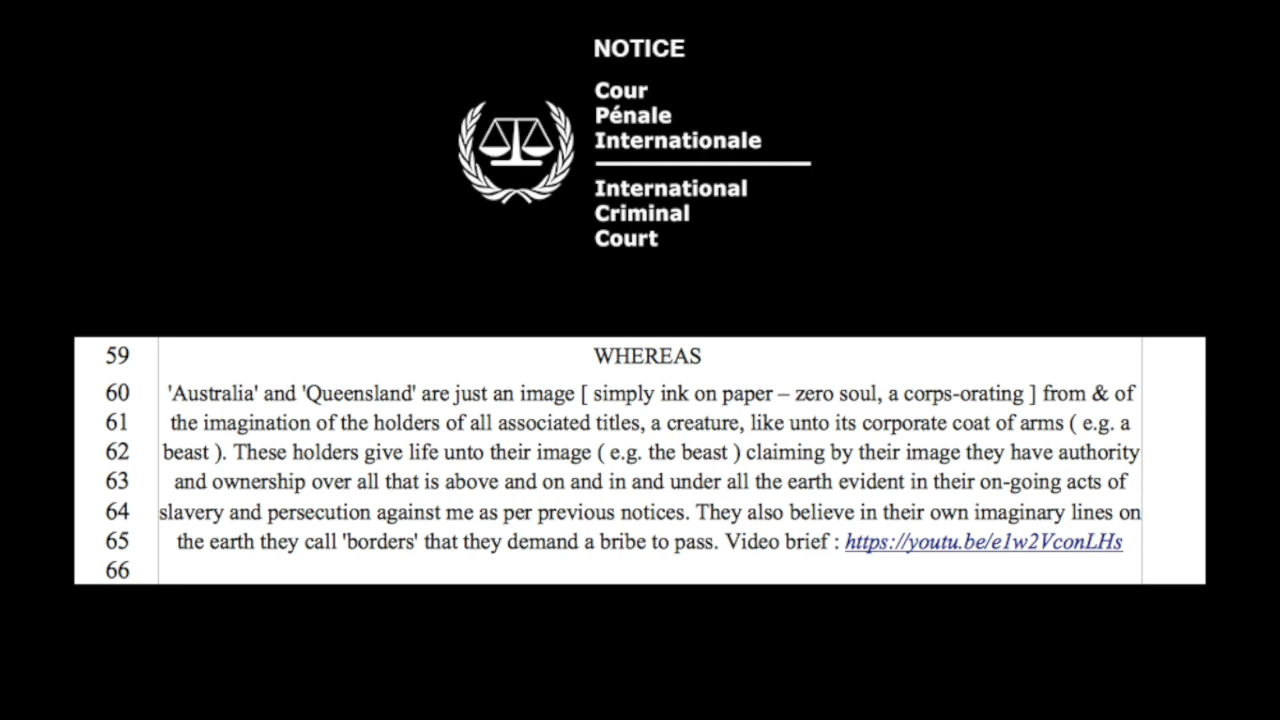 NOTICE
Cour
Pénale
Internationale
International
Criminal
Court
59 WHEREAS
60 'Australia' and 'Queensland' are just an image [ simply ink on paper – zero soul, a corps-orating ] from & of
61 the imagination of the holders of all associated titles, a creature, like unto its corporate coat of arms ( e.g. a
62 beast ). These holders give life unto their image ( e.g. the beast ) claiming by their image they have authority
63 and ownership over all that is above and on and in and under all the earth evident in their on-going acts of
64 slavery and persecution against me as per previous notices. They also believe in their own imaginary lines on
65 the earth they call 'borders' that they demand a bribe to pass. Video brief : https://youtu.be/e1w2VconLHs
66